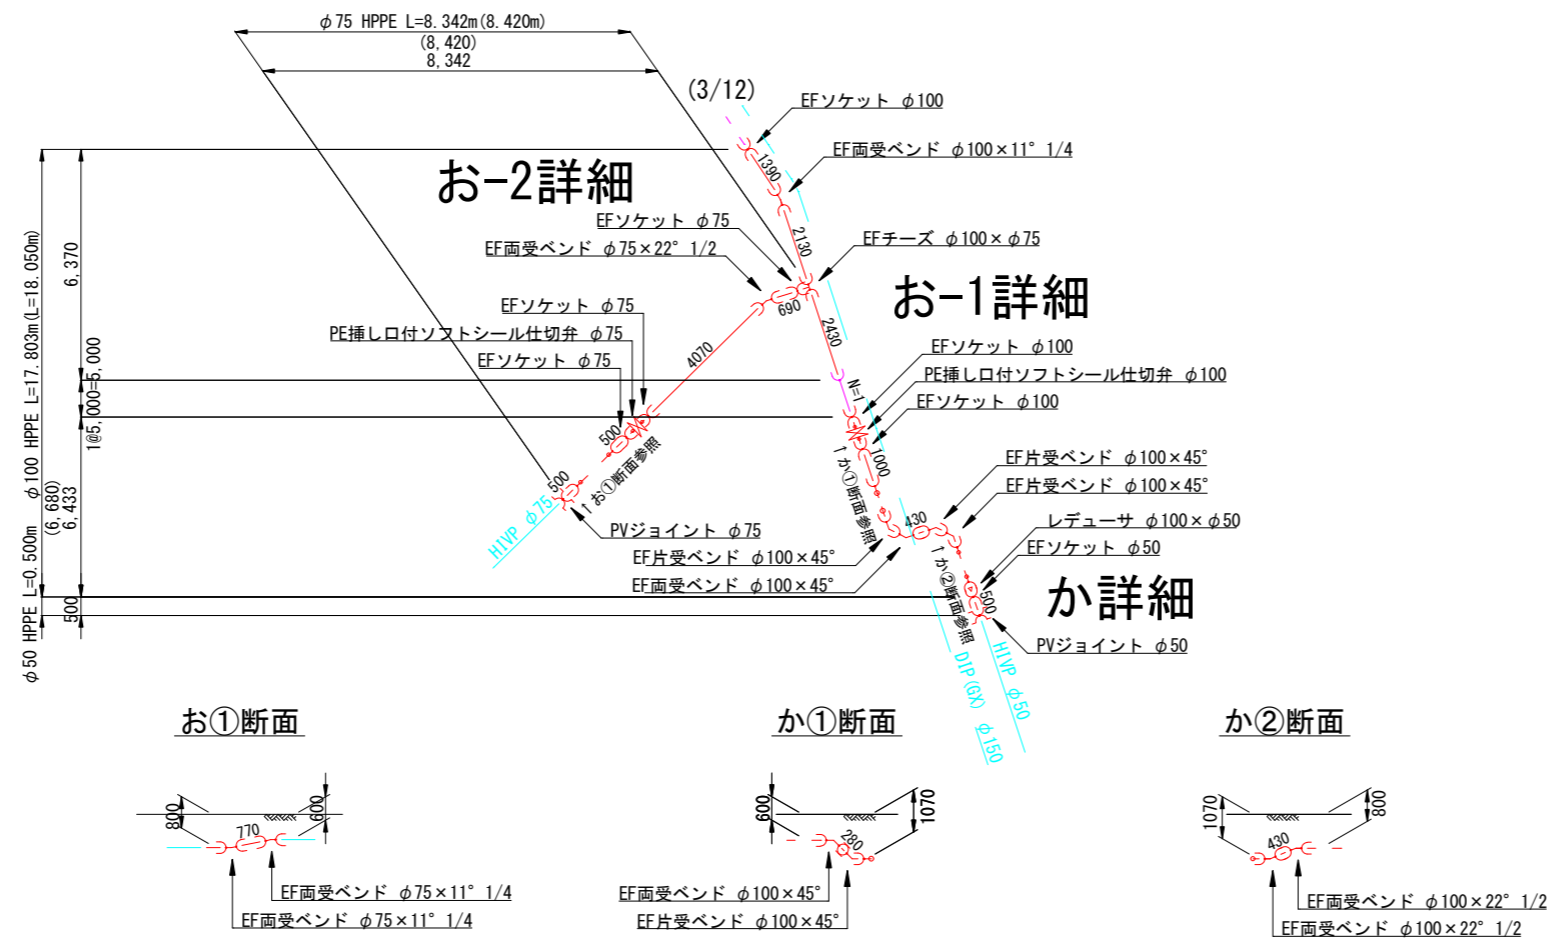 φ75 HPPE L=8.342m(8.420m)
(8,420)
8,342
(3/12)
EFソケット φ100
EF両受ベンド φ100×11° 1/4
1390
お-2詳細
EFソケット φ75
2130
EFチーズ φ100×φ75
EF両受ベンド φ75×22° 1/2
お-1詳細
690
2430
EFソケット φ75
PE挿し口付ソフトシール仕切弁 φ75
EFソケット φ75
4070
EFソケット φ100
PE挿し口付ソフトシール仕切弁 φ100
EFソケット φ100
N=1
φ100 HPPE L=17.803m(L=18.050m)
6,370
1@5,000=5,000
(6,680)
6,433
500
φ50 HPPE L=0.500m
500
500
↑お①断面参照
HIVP φ75
PVジョイント φ75
1000
↑か①断面参照
EF片受ベンド φ100×45°
EF片受ベンド φ100×45°
430
レデューサ φ100×φ50
EFソケット φ50
EF片受ベンド φ100×45°
EF両受ベンド φ100×45°
↑か②断面参照
500
か詳細
PVジョイント φ50
HIVP φ50
DIP(GX) φ150
お①断面
800
600
770
EF両受ベンド φ75×11° 1/4
EF両受ベンド φ75×11° 1/4
か①断面
600
1070
280
EF両受ベンド φ100×45°
EF片受ベンド φ100×45°
か②断面
1070
800
430
EF両受ベンド φ100×22° 1/2
EF両受ベンド φ100×22° 1/2